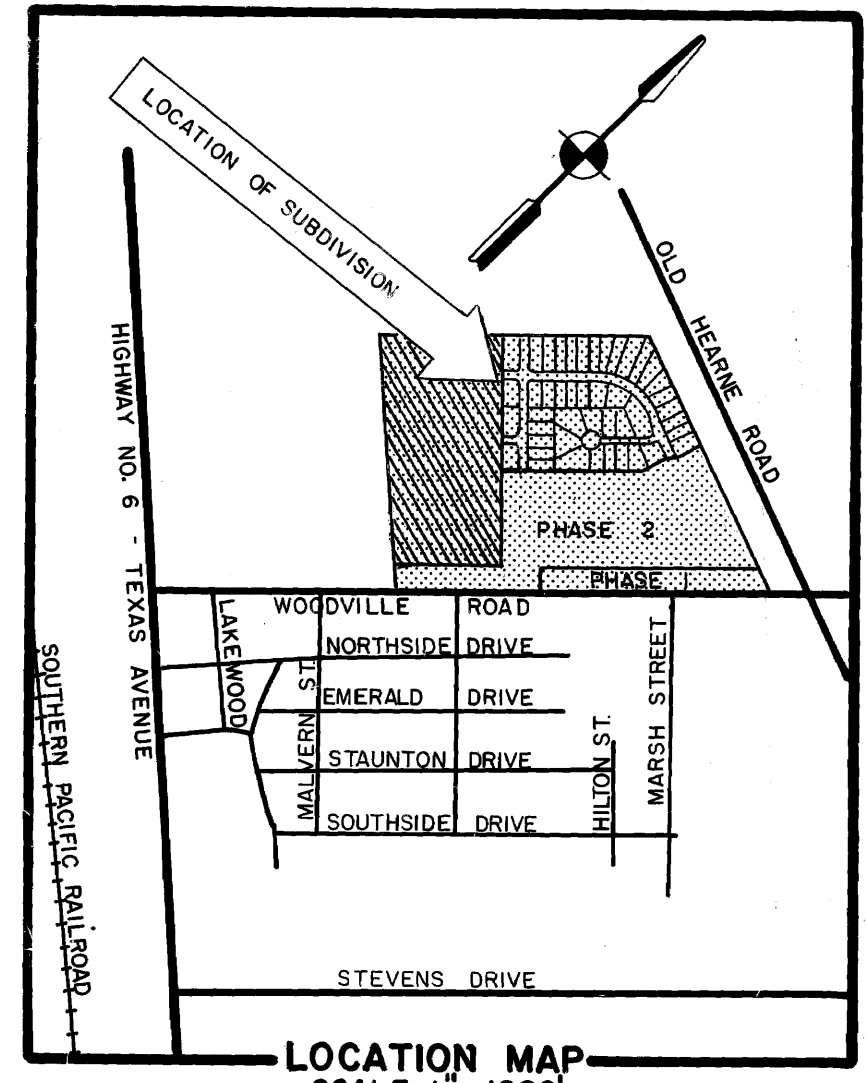 LOCATION OF SUBDIVISION
OLD HEARNE ROAD
HIGHWAY NO. 6 - TEXAS AVENUE
PHASE 2
PHASE 1
WOODVILLE ROAD
LAKEWOOD
NORTHSIDE DRIVE
MALVERN ST.
EMERALD DRIVE
MARSH STREET
STAUNTON DRIVE
HILTON ST.
SOUTHSIDE DRIVE
SOUTHERN PACIFIC RAILROAD
STEVENS DRIVE
LOCATION MAP